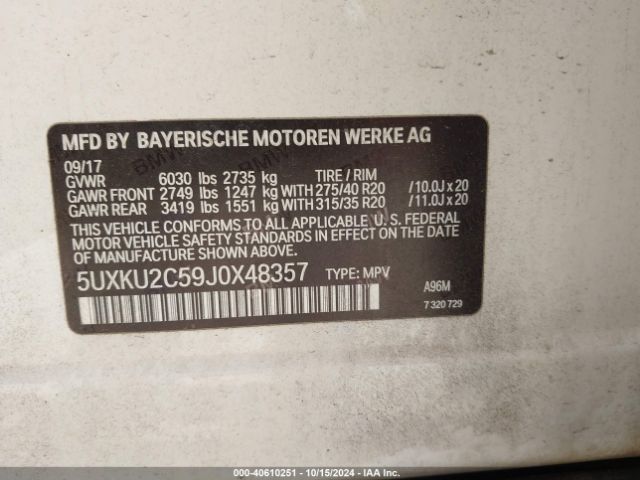 MFD BY BAYERISCHE MOTOREN WERKE AG
09/17
GVWR 6030 lbs 2735 kg TIRE / RIM
GAWR FRONT 2749 lbs 1247 kg WITH 275/40 R20 /10.0J x 20
GAWR REAR 3419 lbs 1551 kg WITH 315/35 R20 /11.0J x 20
THIS VEHICLE CONFORMS TO ALL APPLICABLE U.S. FEDERAL
MOTOR VEHICLE SAFETY STANDARDS IN EFFECT ON THE DATE
OF MANUFACTURE SHOWN ABOVE.
5UXKU2C59J0X48357 TYPE: MPV A96M
7 320 729
000-40610251 - 10/15/2024 - IAA Inc.